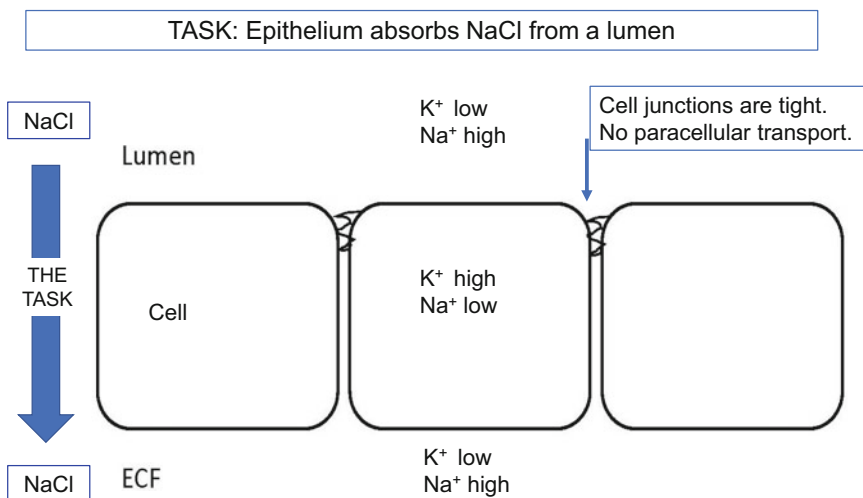 TASK: Epithelium absorbs NaCl from a lumen
NaCl
K⁺ low
Na⁺ high
Cell junctions are tight.
No paracellular transport.
Lumen
THE
TASK
Cell
K⁺ high
Na⁺ low
NaCl
ECF
K⁺ low
Na⁺ high